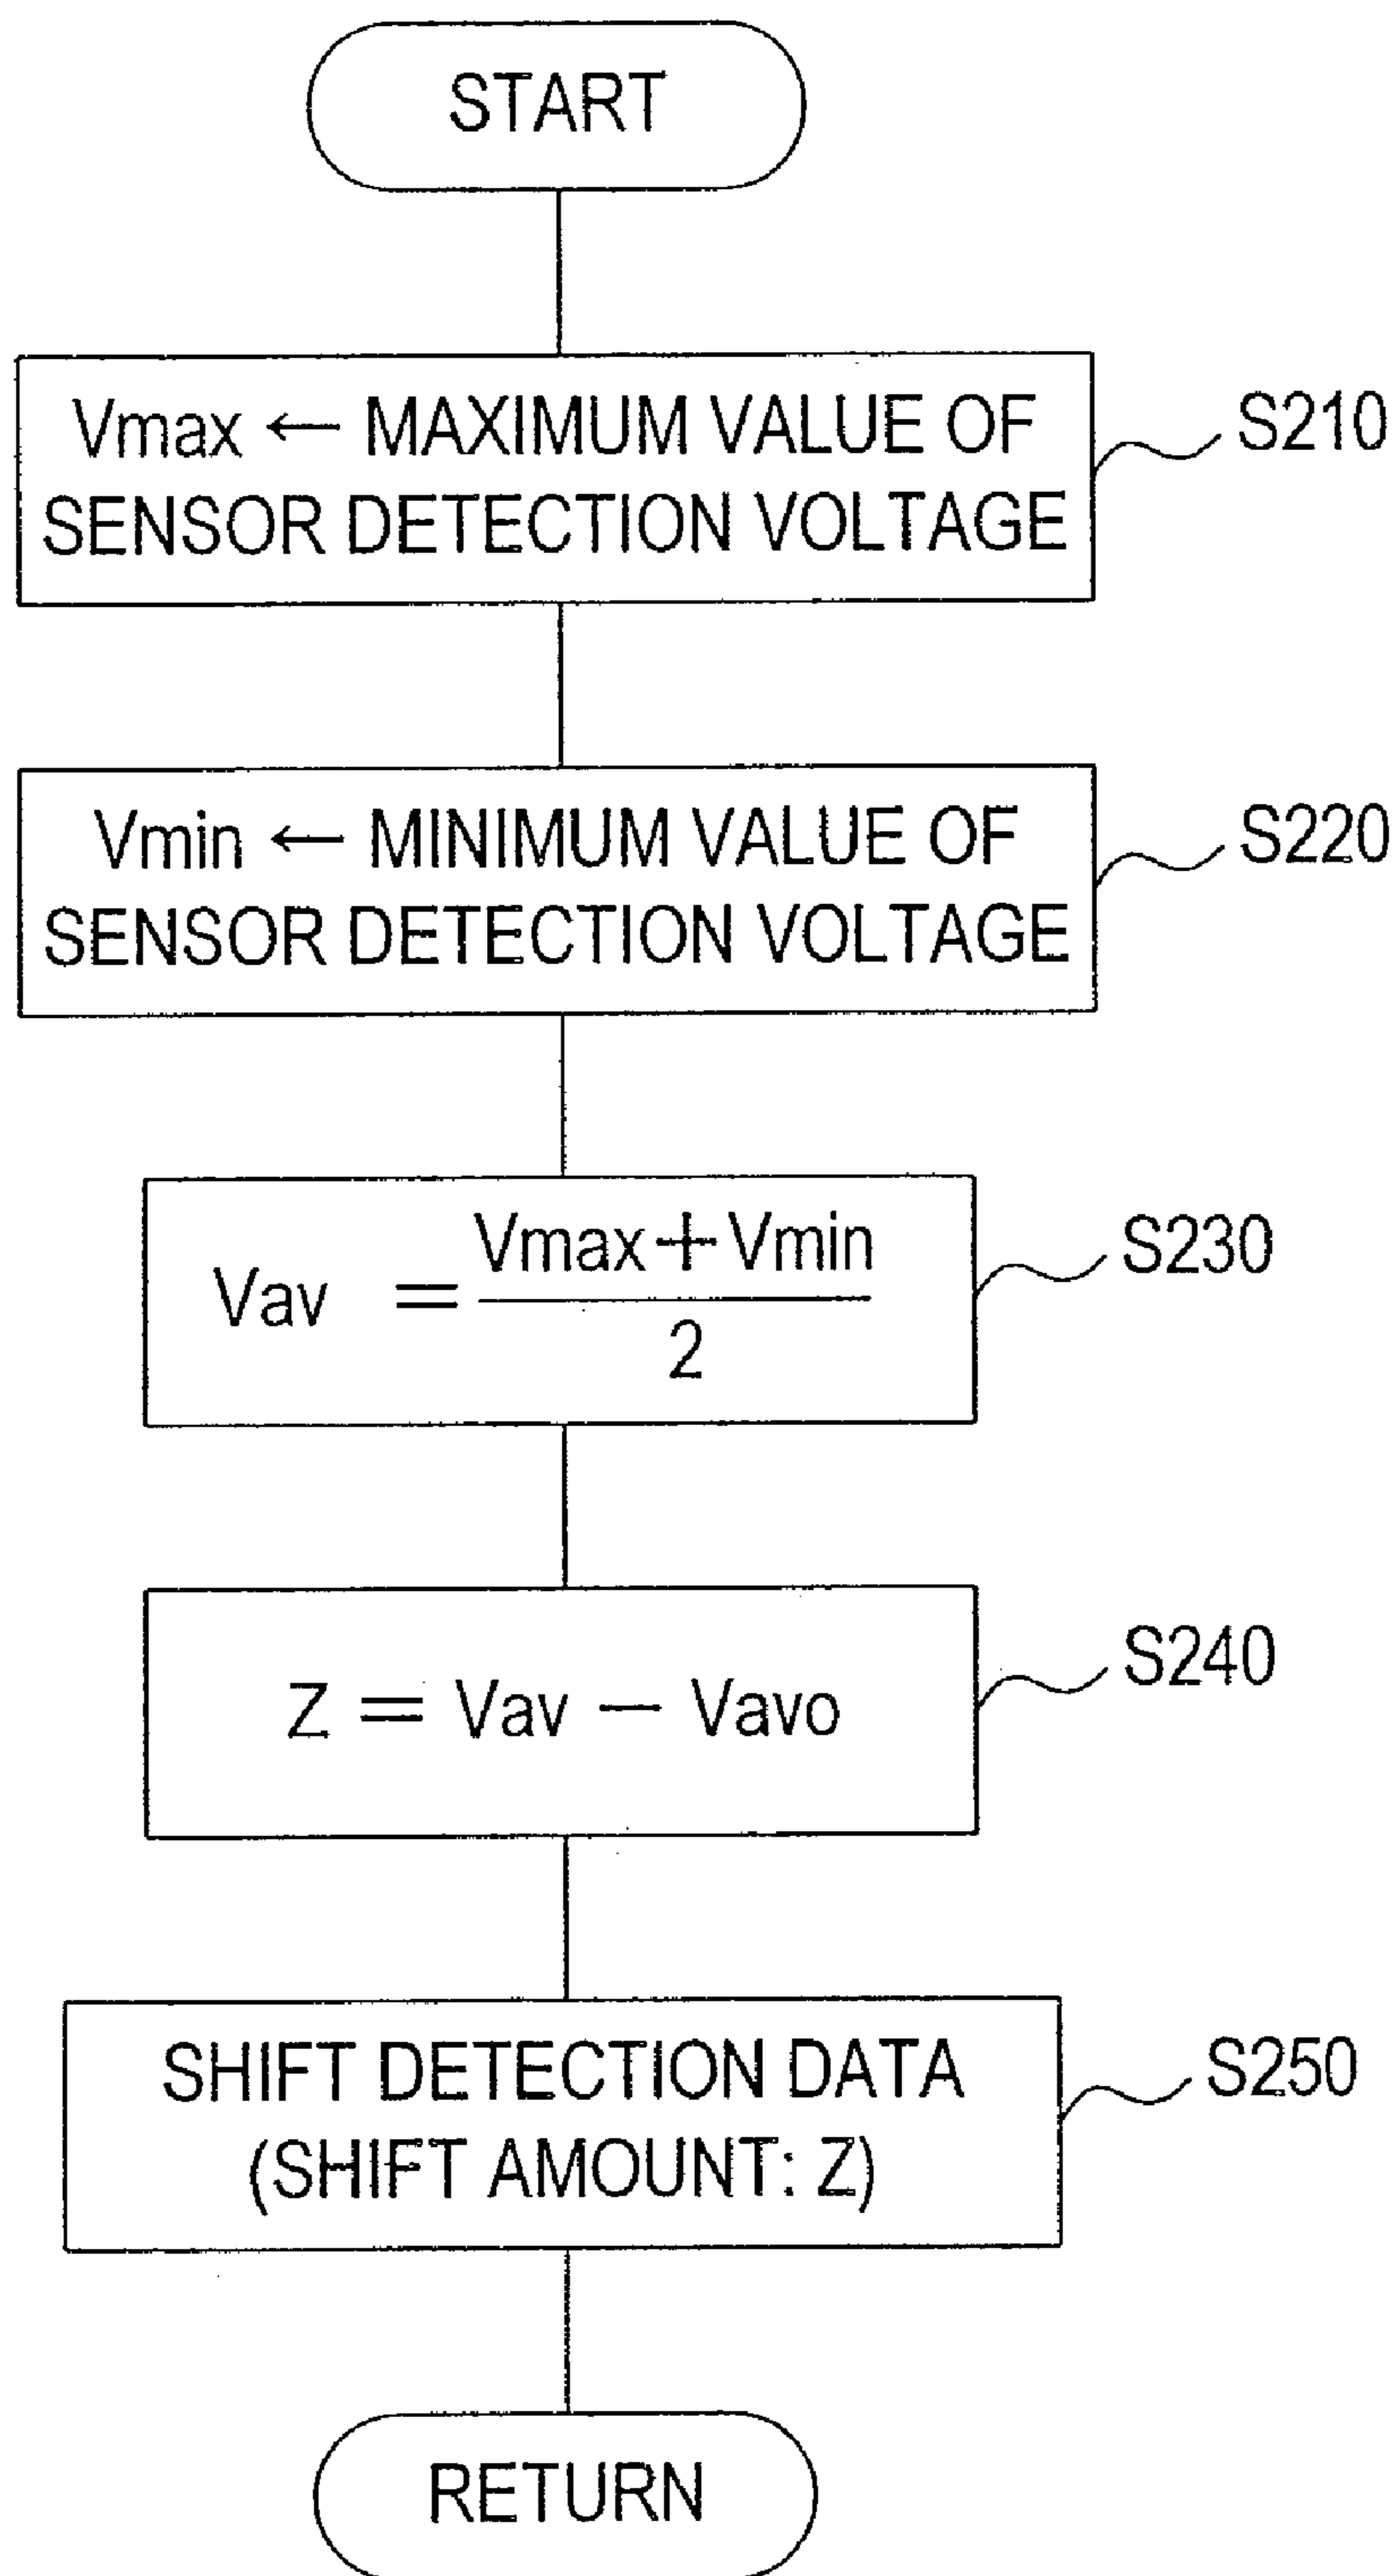 START
Vmax ← MAXIMUM VALUE OF
SENSOR DETECTION VOLTAGE
S210
Vmin ← MINIMUM VALUE OF
SENSOR DETECTION VOLTAGE
S220
Vav = Vmax+Vmin
2
S230
Z = Vav − Vavo
S240
SHIFT DETECTION DATA
(SHIFT AMOUNT: Z)
S250
RETURN